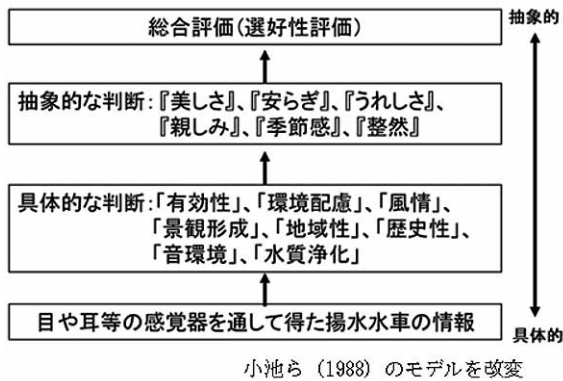 総合評価(選好性評価)
抽象的
抽象的な判断:『美しさ』、『安らぎ』、『うれしさ』、
『親しみ』、『季節感』、『整然』
具体的な判断:「有効性」、「環境配慮」、「風情」、
「景観形成」、「地域性」、「歴史性」、
「音環境」、「水質浄化」
目や耳等の感覚器を通して得た揚水水車の情報
具体的
小池ら (1988) のモデルを改変